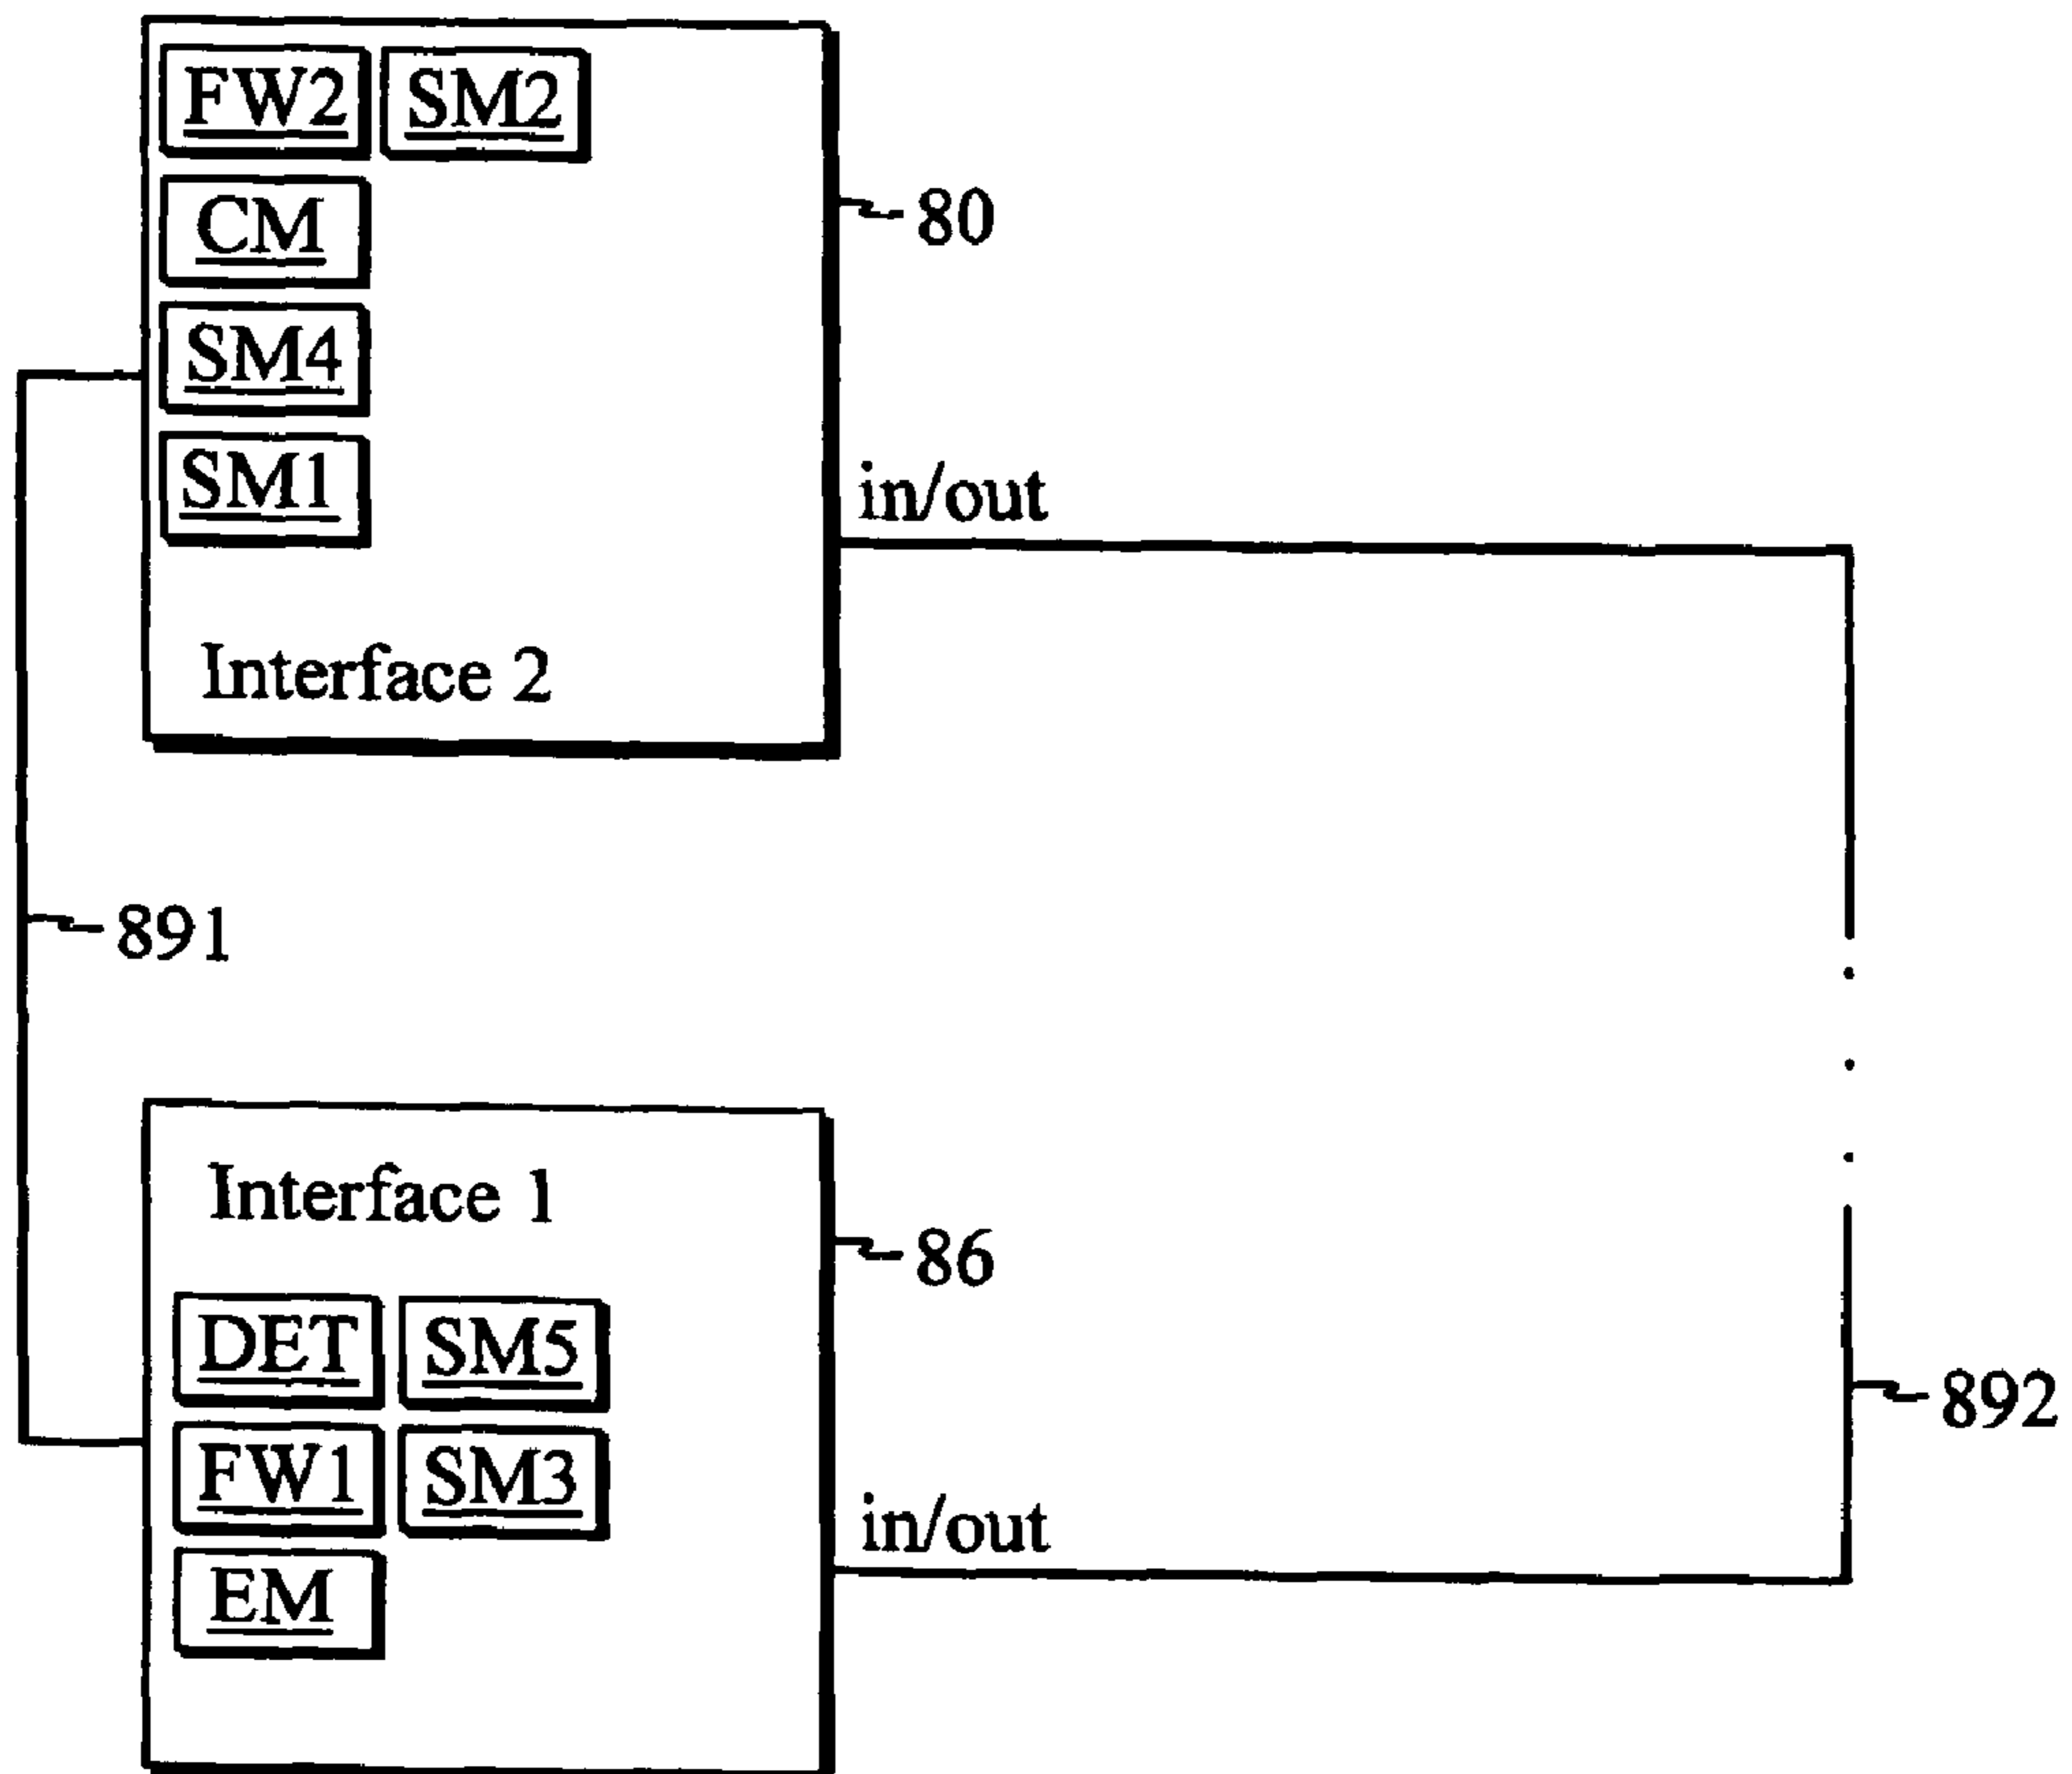 FW2 SM2
CM
80
SM4
SM1
in/out
Interface 2
891
Interface 1
86
DET SM5
892
FW1 SM3
in/out
EM